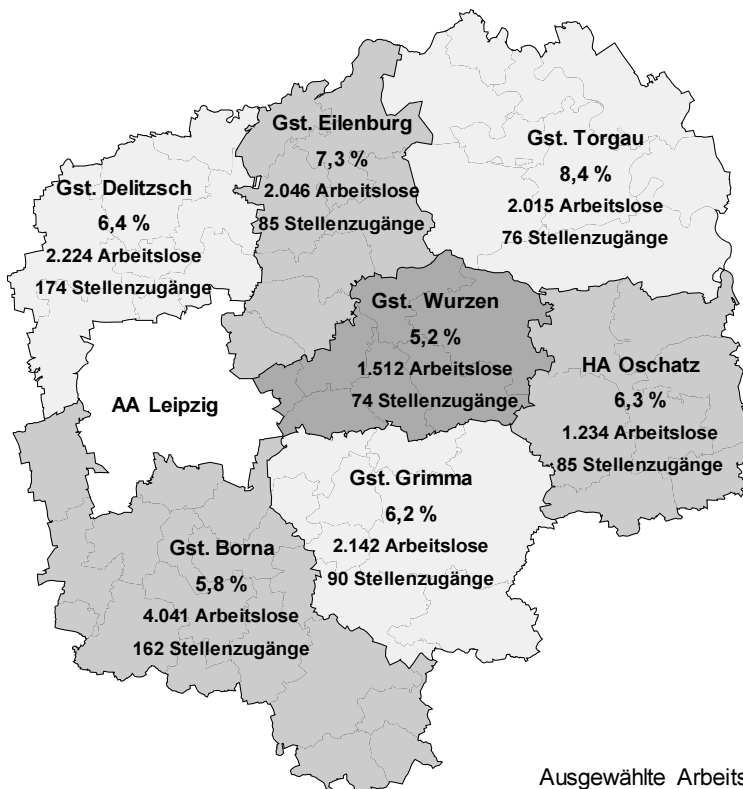 Gst. Eilenburg
7,3 %
2.046 Arbeitslose
85 Stellenzugänge
Gst. Torgau
8,4 %
2.015 Arbeitslose
76 Stellenzugänge
Gst. Delitzsch
6,4 %
2.224 Arbeitslose
174 Stellenzugänge
Gst. Wurzen
5,2 %
1.512 Arbeitslose
74 Stellenzugänge
HA Oschatz
6,3 %
1.234 Arbeitslose
85 Stellenzugänge
AA Leipzig
Gst. Grimma
6,2 %
2.142 Arbeitslose
90 Stellenzugänge
Gst. Borna
5,8 %
4.041 Arbeitslose
162 Stellenzugänge
Ausgewählte Arbeits